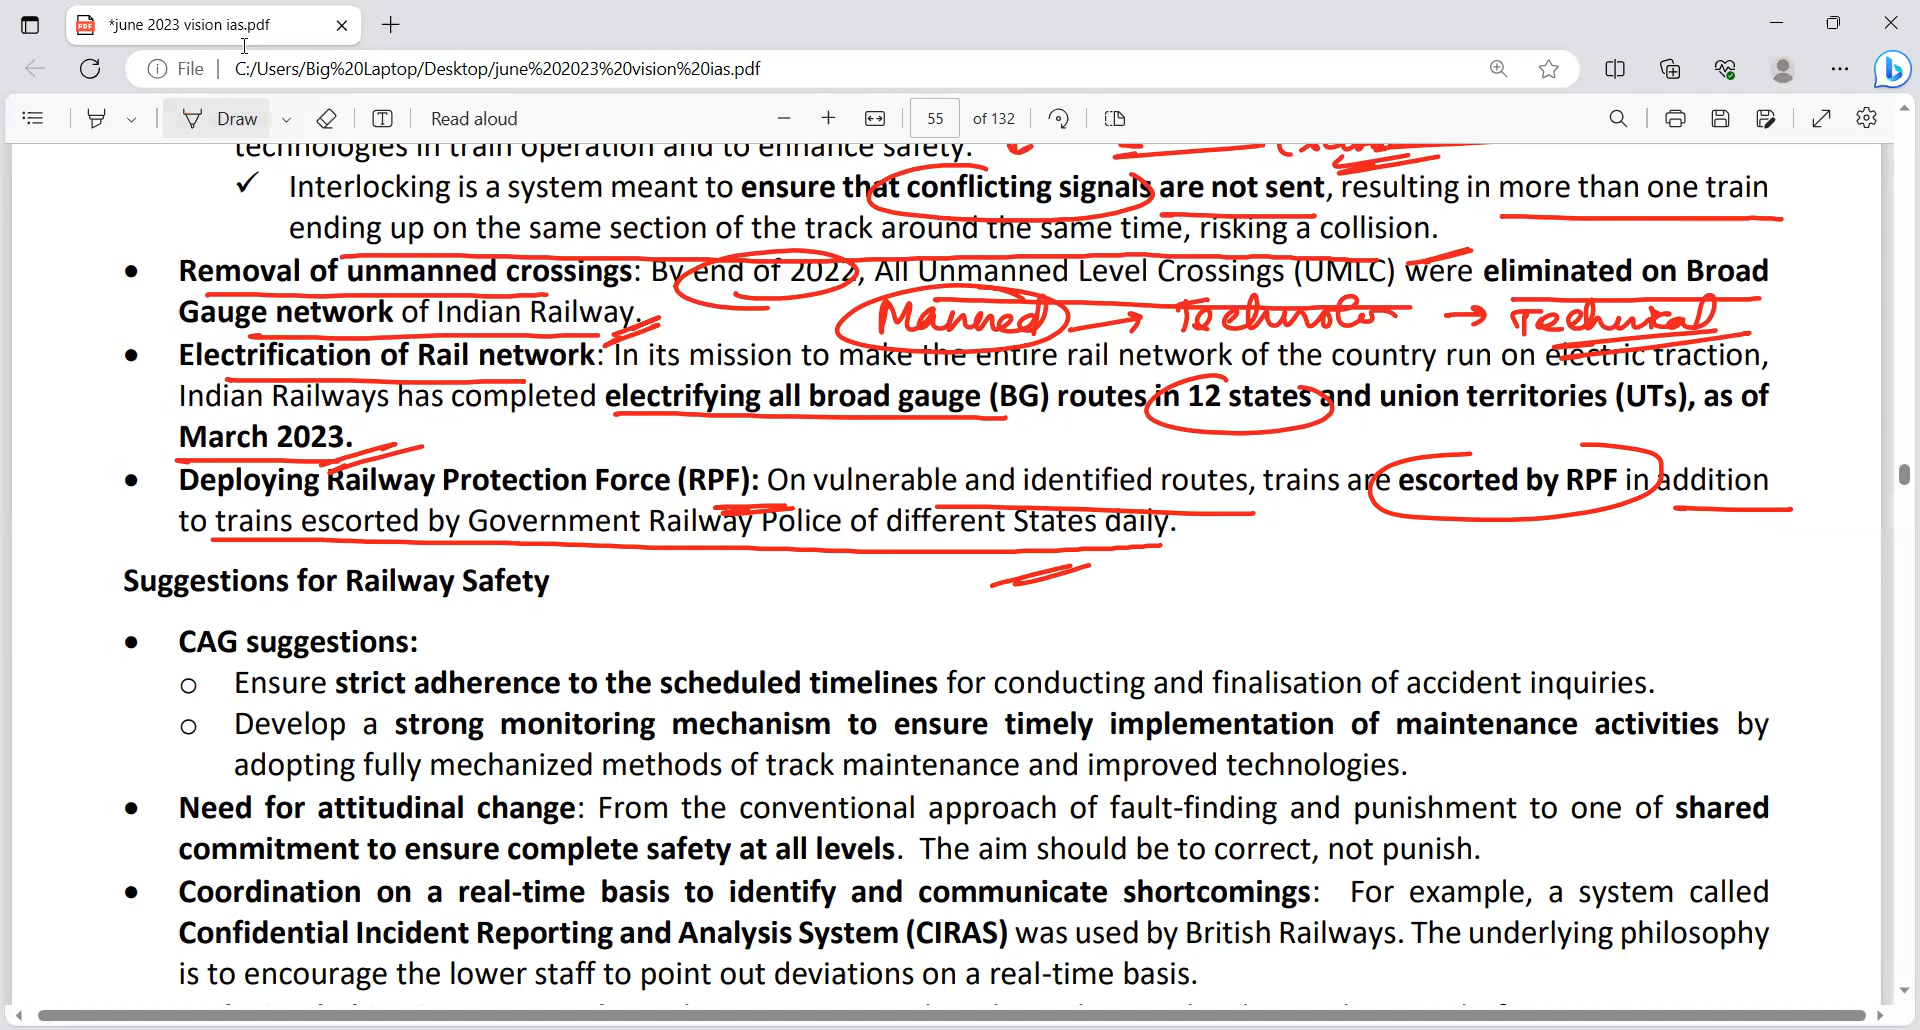 *june 2023 vision ias.pdf
File C:/Users/Big%20Laptop/Desktop/june%202023%20vision%20ias.pdf
Draw Read aloud 55 of 132
technologies in train operation and to enhance safety.
✓ Interlocking is a system meant to ensure that conflicting signals are not sent, resulting in more than one train
ending up on the same section of the track around the same time, risking a collision.
• Removal of unmanned crossings: By end of 2022, All Unmanned Level Crossings (UMLC) were eliminated on Broad
Gauge network of Indian Railway.
Manned → → Technical
• Electrification of Rail network: In its mission to make the entire rail network of the country run on electric traction,
Indian Railways has completed electrifying all broad gauge (BG) routes in 12 states and union territories (UTs), as of
March 2023.
• Deploying Railway Protection Force (RPF): On vulnerable and identified routes, trains are escorted by RPF in addition
to trains escorted by Government Railway Police of different States daily.
Suggestions for Railway Safety
• CAG suggestions:
o Ensure strict adherence to the scheduled timelines for conducting and finalisation of accident inquiries.
o Develop a strong monitoring mechanism to ensure timely implementation of maintenance activities by
adopting fully mechanized methods of track maintenance and improved technologies.
• Need for attitudinal change: From the conventional approach of fault-finding and punishment to one of shared
commitment to ensure complete safety at all levels. The aim should be to correct, not punish.
• Coordination on a real-time basis to identify and communicate shortcomings: For example, a system called
Confidential Incident Reporting and Analysis System (CIRAS) was used by British Railways. The underlying philosophy
is to encourage the lower staff to point out deviations on a real-time basis.